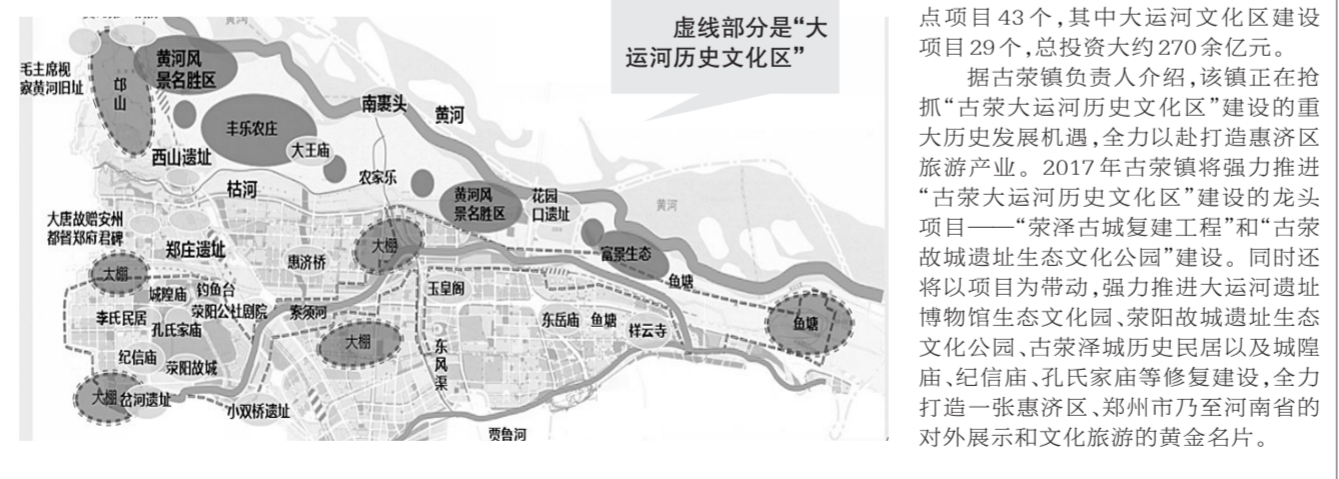 黄河
虚线部分是“大
运河历史文化区”
毛主席视
察黄河旧址
邙
山
黄河风
景名胜区
南裹头
黄河
丰乐农庄
大王庙
西山遗址
农家乐
枯河
黄河风
景名胜区
花园
口遗址
黄河
大唐故赠安州
都督郑府君碑
郑庄遗址
大棚
惠济桥
富景生态
鱼塘
大棚
城隍庙
钓鱼台
玉皇阁
荥阳公社剧院
索须河
李氏民居
孔氏家庙
东岳庙
鱼塘
祥云寺
鱼塘
大棚
东
风
渠
纪信庙
荥阳故城
大棚
岔河遗址
小双桥遗址
贾鲁河
点项目43个，其中大运河文化区建设
项目29个，总投资大约270余亿元。
据古荥镇负责人介绍，该镇正在抢
抓“古荥大运河历史文化区”建设的重
大历史发展机遇，全力以赴打造惠济区
旅游产业。2017年古荥镇将强力推进
“古荥大运河历史文化区”建设的龙头
项目——“荥泽古城复建工程”和“古荥
故城遗址生态文化公园”建设。同时还
将以项目为带动，强力推进大运河遗址
博物馆生态文化园、荥阳故城遗址生态
文化公园、古荥泽城历史民居以及城隍
庙、纪信庙、孔氏家庙等修复建设，全力
打造一张惠济区、郑州市乃至河南省的
对外展示和文化旅游的黄金名片。